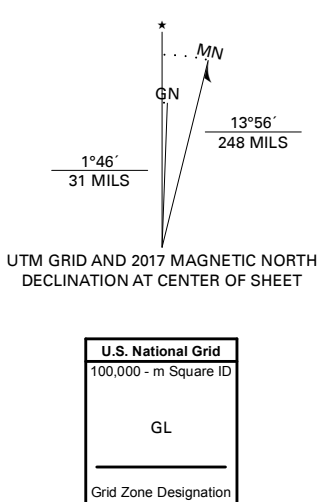 ★
MN
GN
13°56´
248 MILS
1°46´
31 MILS
UTM GRID AND 2017 MAGNETIC NORTH
DECLINATION AT CENTER OF SHEET
U.S. National Grid
100,000 - m Square ID
GL
Grid Zone Designation